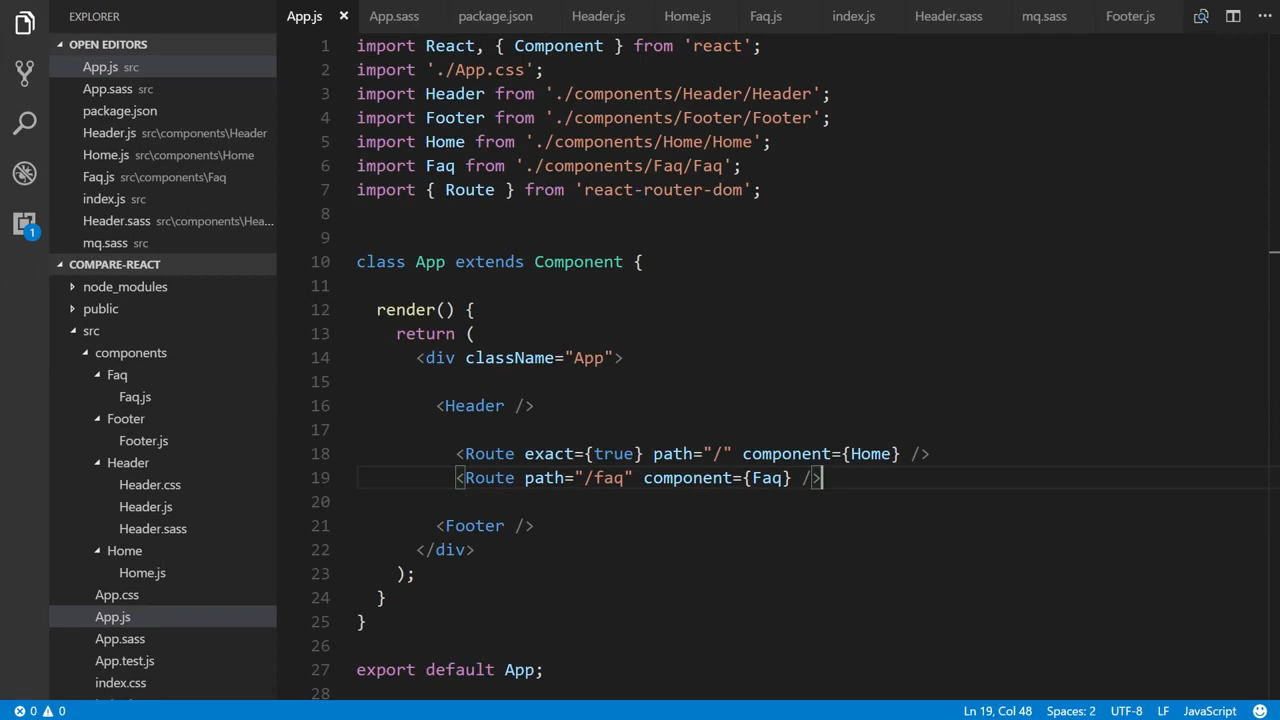 EXPLORER
OPEN EDITORS
App.js src
App.sass src
package.json
Header.js src\components\Header
Home.js src\components\Home
Faq.js src\components\Faq
index.js src
Header.sass src\components\Hea...
mq.sass src
COMPARE-REACT
node_modules
public
src
components
Faq
Faq.js
Footer
Footer.js
Header
Header.css
Header.js
Header.sass
Home
Home.js
App.css
App.js
App.sass
App.test.js
index.css
1
App.js App.sass package.json Header.js Home.js Faq.js index.js Header.sass mq.sass Footer.js
1 import React, { Component } from 'react';
2 import './App.css';
3 import Header from './components/Header/Header';
4 import Footer from './components/Footer/Footer';
5 import Home from './components/Home/Home';
6 import Faq from './components/Faq/Faq';
7 import { Route } from 'react-router-dom';
8
9
10 class App extends Component {
11
12 render() {
13 return (
14 <div className="App">
15
16 <Header />
17
18 <Route exact={true} path="/" component={Home} />
19 <Route path="/faq" component={Faq} />
20
21 <Footer />
22 </div>
23 );
24 }
25 }
26
27 export default App;
28
0 0 Ln 19, Col 48 Spaces: 2 UTF-8 LF JavaScript